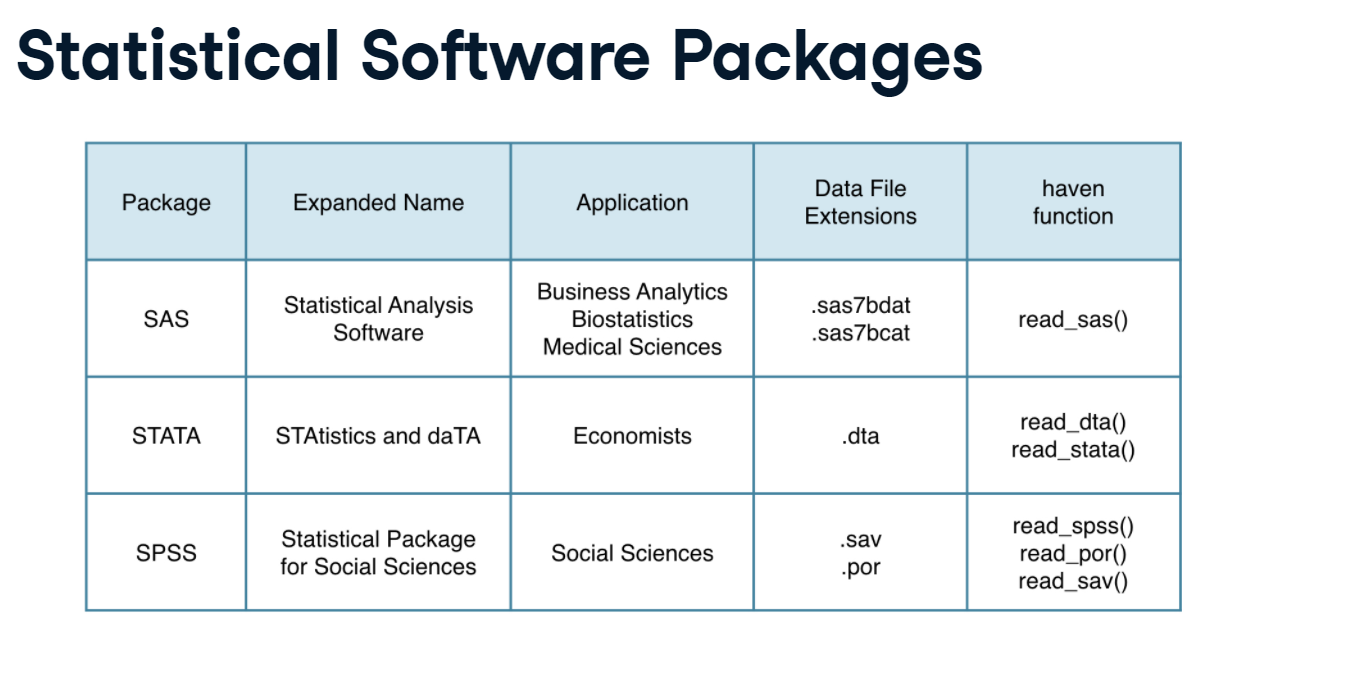 Statistical Software Packages
Package
Expanded Name
Application
Data File
Extensions
haven
function
SAS
Statistical Analysis
Software
Business Analytics
Biostatistics
Medical Sciences
.sas7bdat
.sas7bcat
read_sas()
STATA
STAtistics and daTA
Economists
.dta
read_dta()
read_stata()
SPSS
Statistical Package
for Social Sciences
Social Sciences
.sav
.por
read_spss()
read_por()
read_sav()